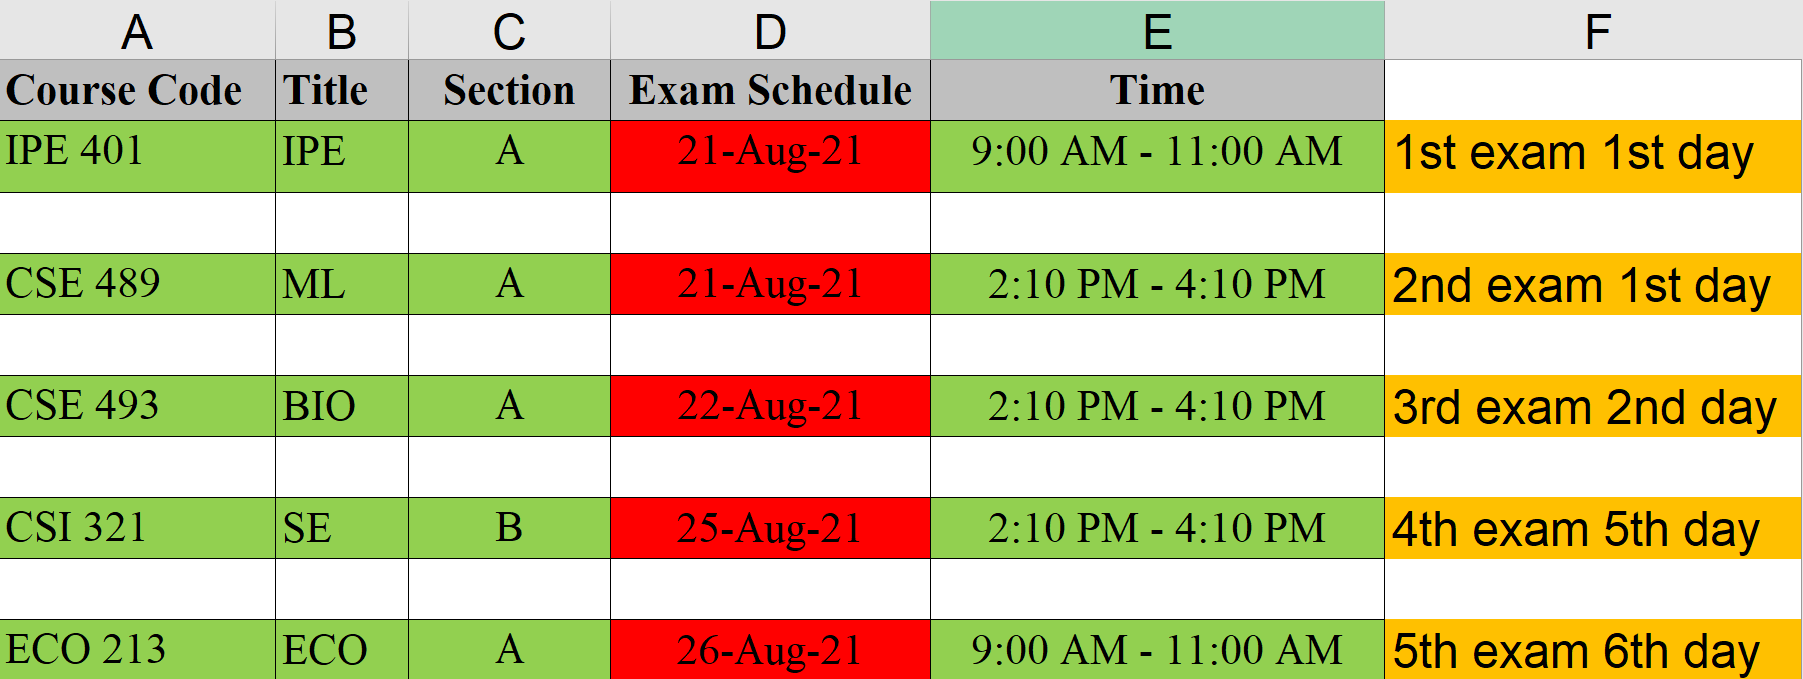 A B C D E F
Course Code Title Section Exam Schedule Time
IPE 401 IPE A 21-Aug-21 9:00 AM - 11:00 AM 1st exam 1st day
CSE 489 ML A 21-Aug-21 2:10 PM - 4:10 PM 2nd exam 1st day
CSE 493 BIO A 22-Aug-21 2:10 PM - 4:10 PM 3rd exam 2nd day
CSI 321 SE B 25-Aug-21 2:10 PM - 4:10 PM 4th exam 5th day
ECO 213 ECO A 26-Aug-21 9:00 AM - 11:00 AM 5th exam 6th day